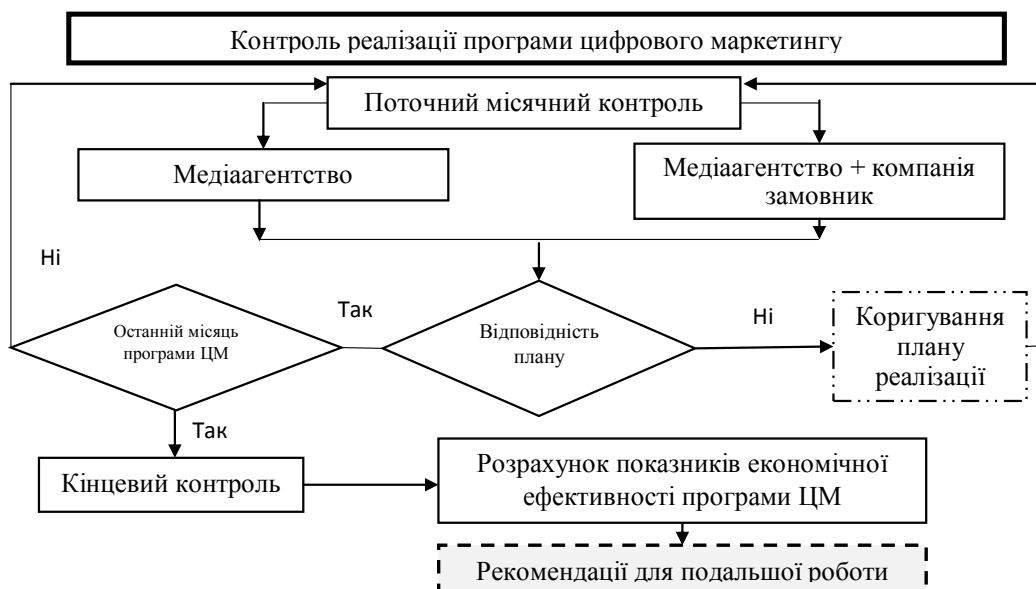 Контроль реалізації програми цифрового маркетингу
Поточний місячний контроль
Медіаагентство
Медіаагентство + компанія
замовник
Ні
Останній місяць
програми ЦМ
Так
Відповідність
плану
Ні
Коригування
плану
реалізації
Так
Кінцевий контроль
Розрахунок показників економічної
ефективності програми ЦМ
Рекомендації для подальшої роботи